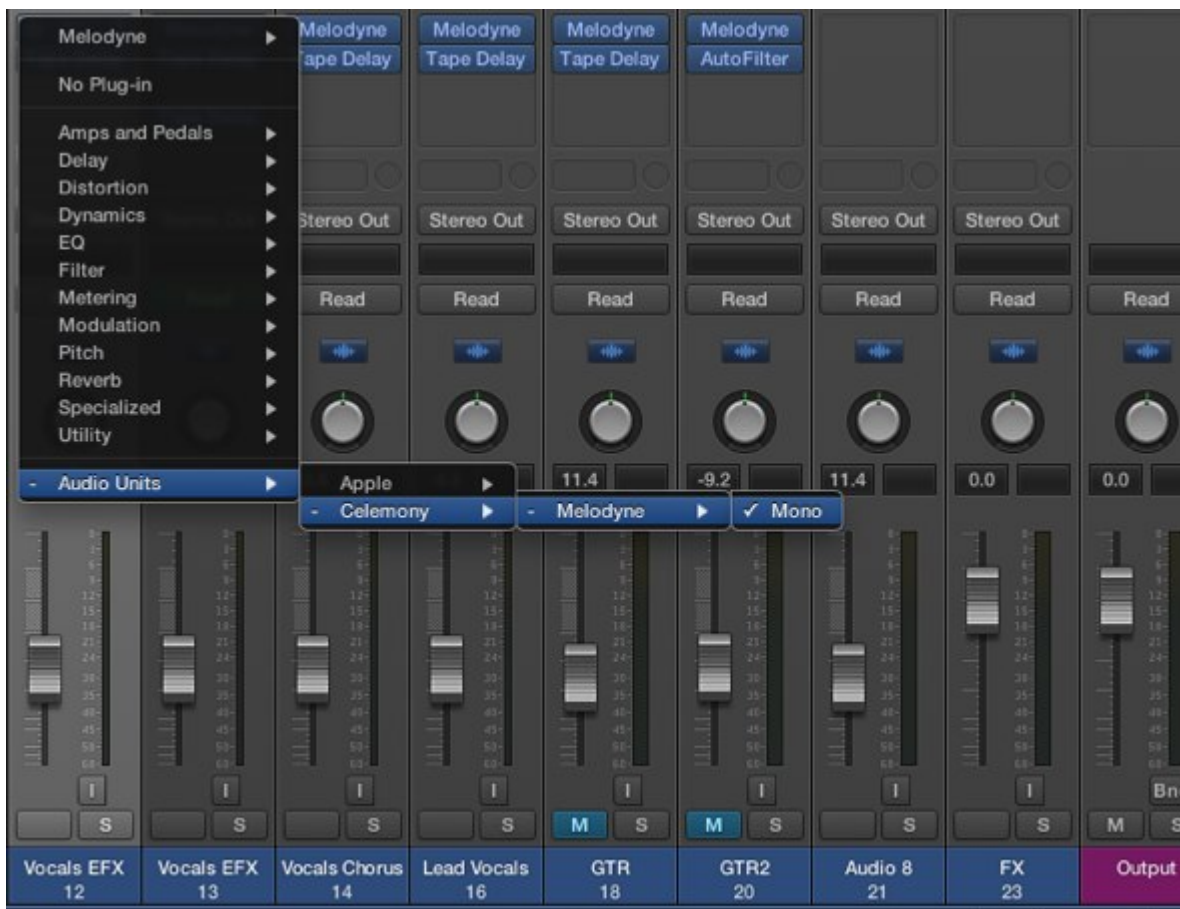 Melodyne
No Plug-in
Amps and Pedals
Delay
Distortion
Dynamics
EQ
Filter
Metering
Modulation
Pitch
Reverb
Specialized
Utility
- Audio Units
Apple
- Celemony
- Melodyne
✓ Mono
Melodyne Melodyne Melodyne Melodyne
ape Delay Tape Delay Tape Delay AutoFilter
Stereo Out Stereo Out Stereo Out Stereo Out Stereo Out Stereo Out
Read Read Read Read Read Read Read
11.4 -9.2 11.4 0.0 0.0
I I I I I I I I Bn
S S S S M S M S S S M S
Vocals EFX Vocals EFX Vocals Chorus Lead Vocals GTR GTR2 Audio 8 FX Output
12 13 14 16 18 20 21 23